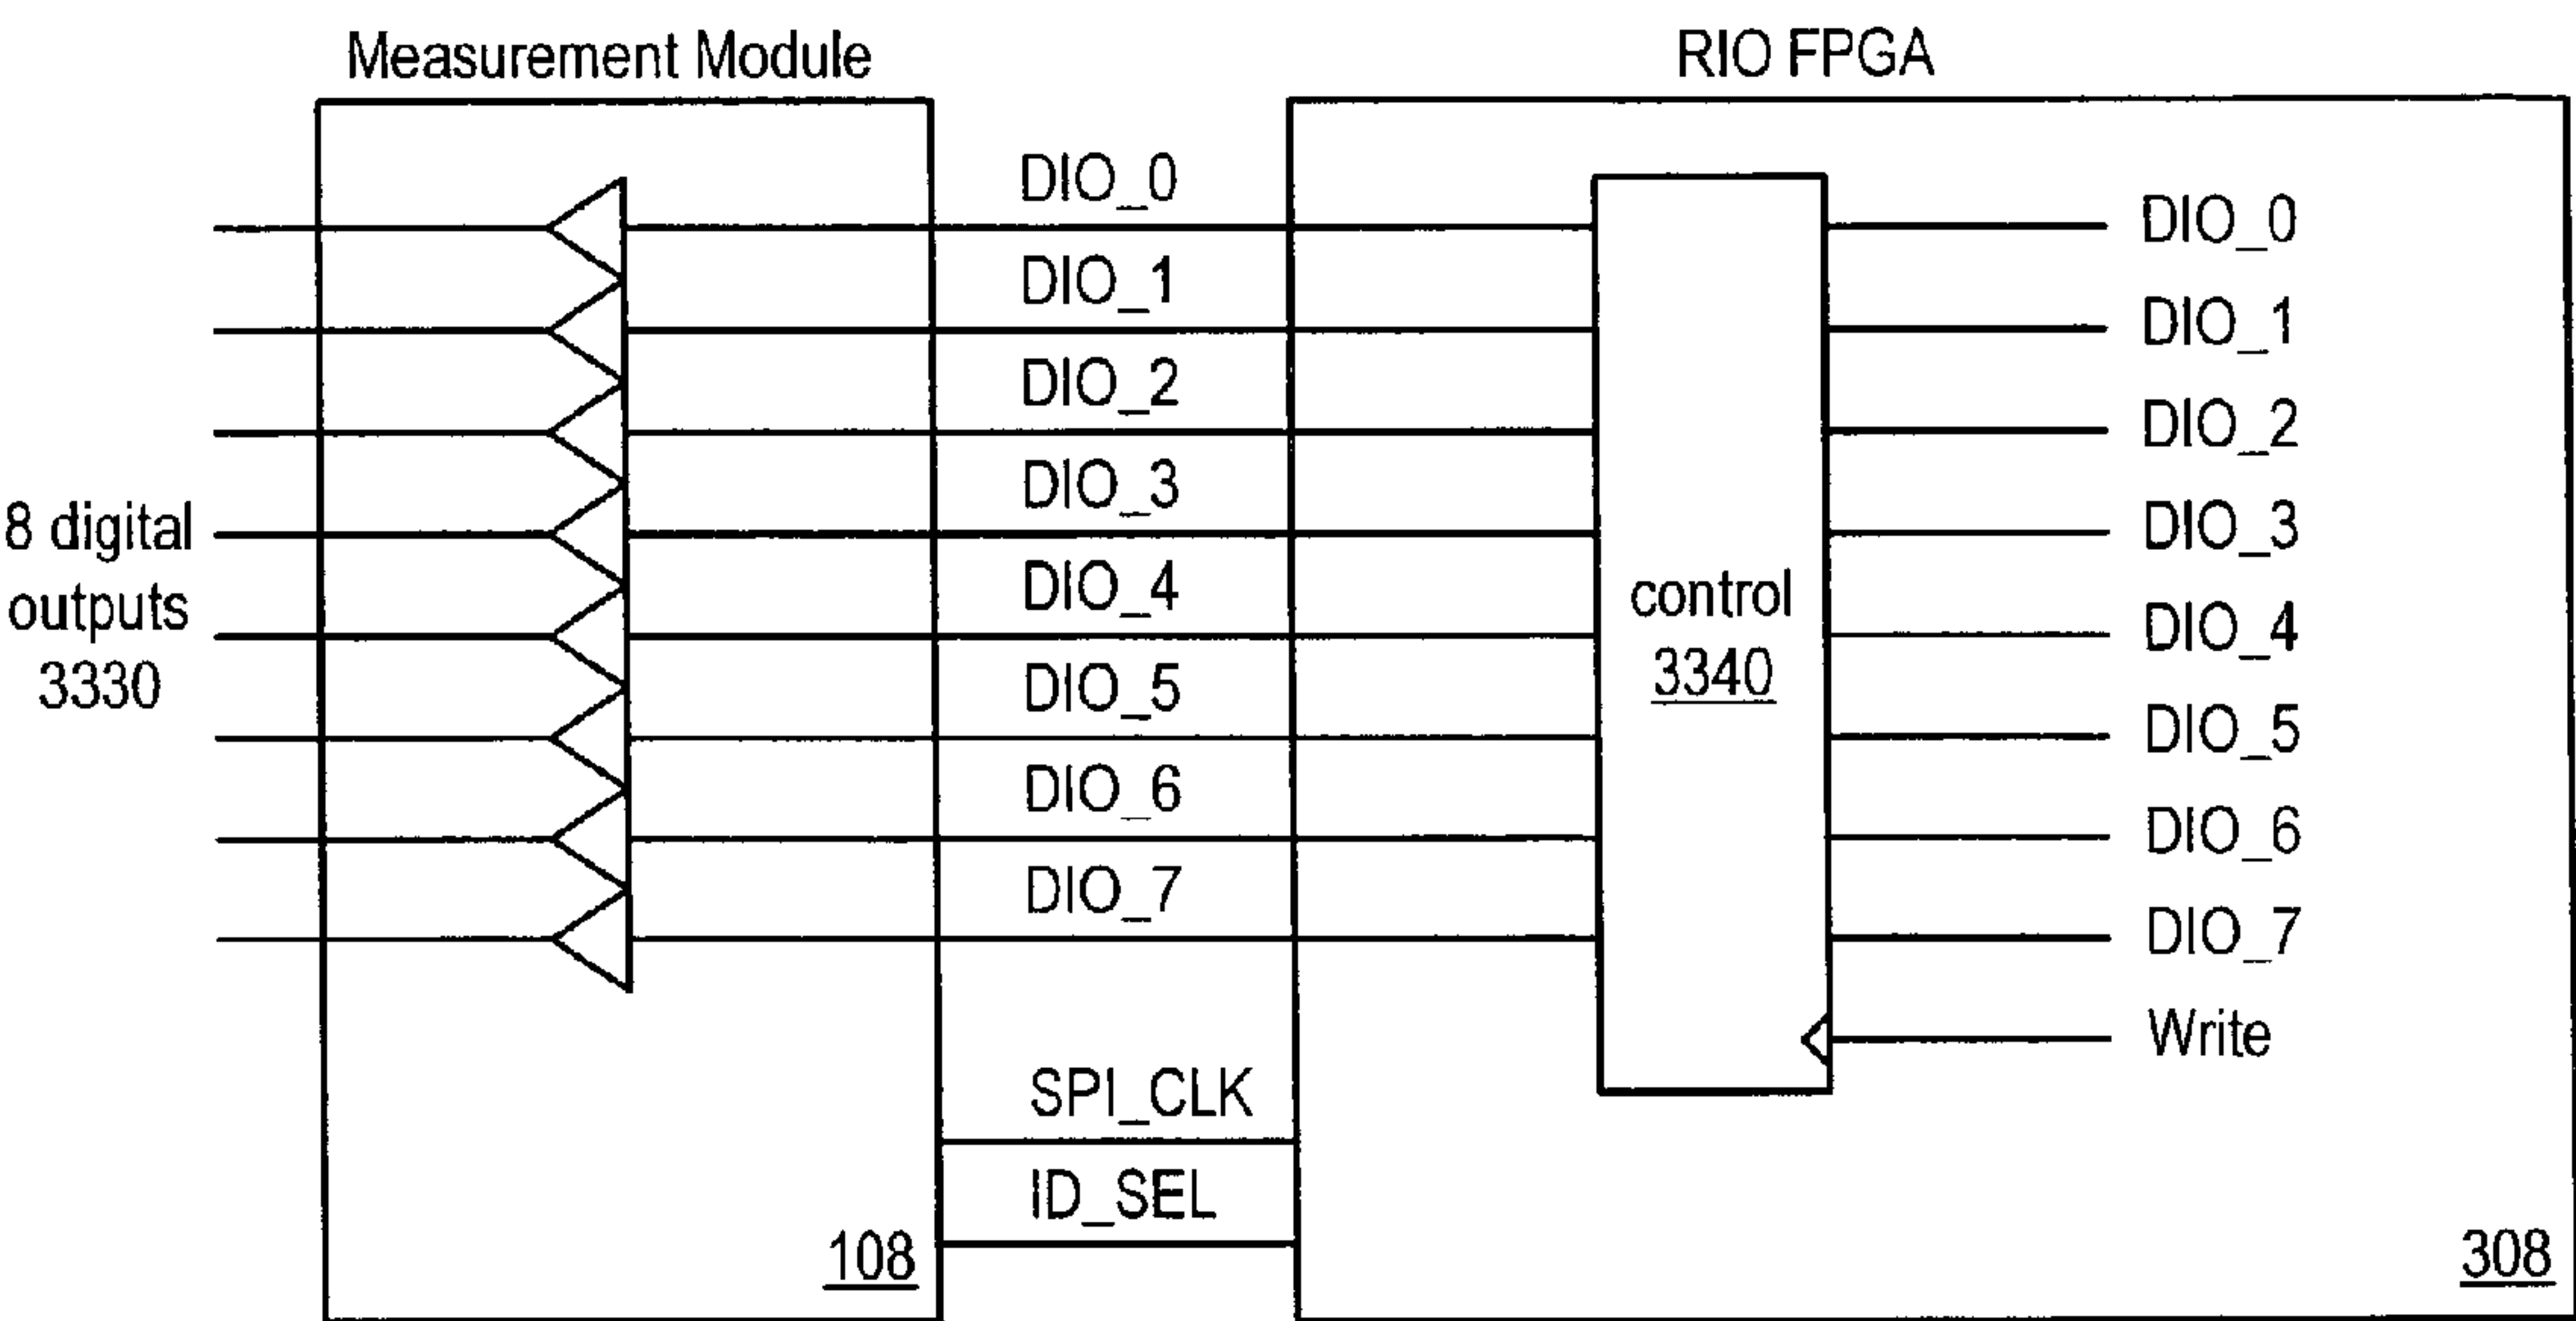 Measurement Module
RIO FPGA
DIO_0
DIO_1
DIO_2
DIO_3
DIO_4
DIO_5
DIO_6
DIO_7
SPI_CLK
ID_SEL
8 digital
outputs
3330
108
control
3340
DIO_0
DIO_1
DIO_2
DIO_3
DIO_4
DIO_5
DIO_6
DIO_7
Write
308